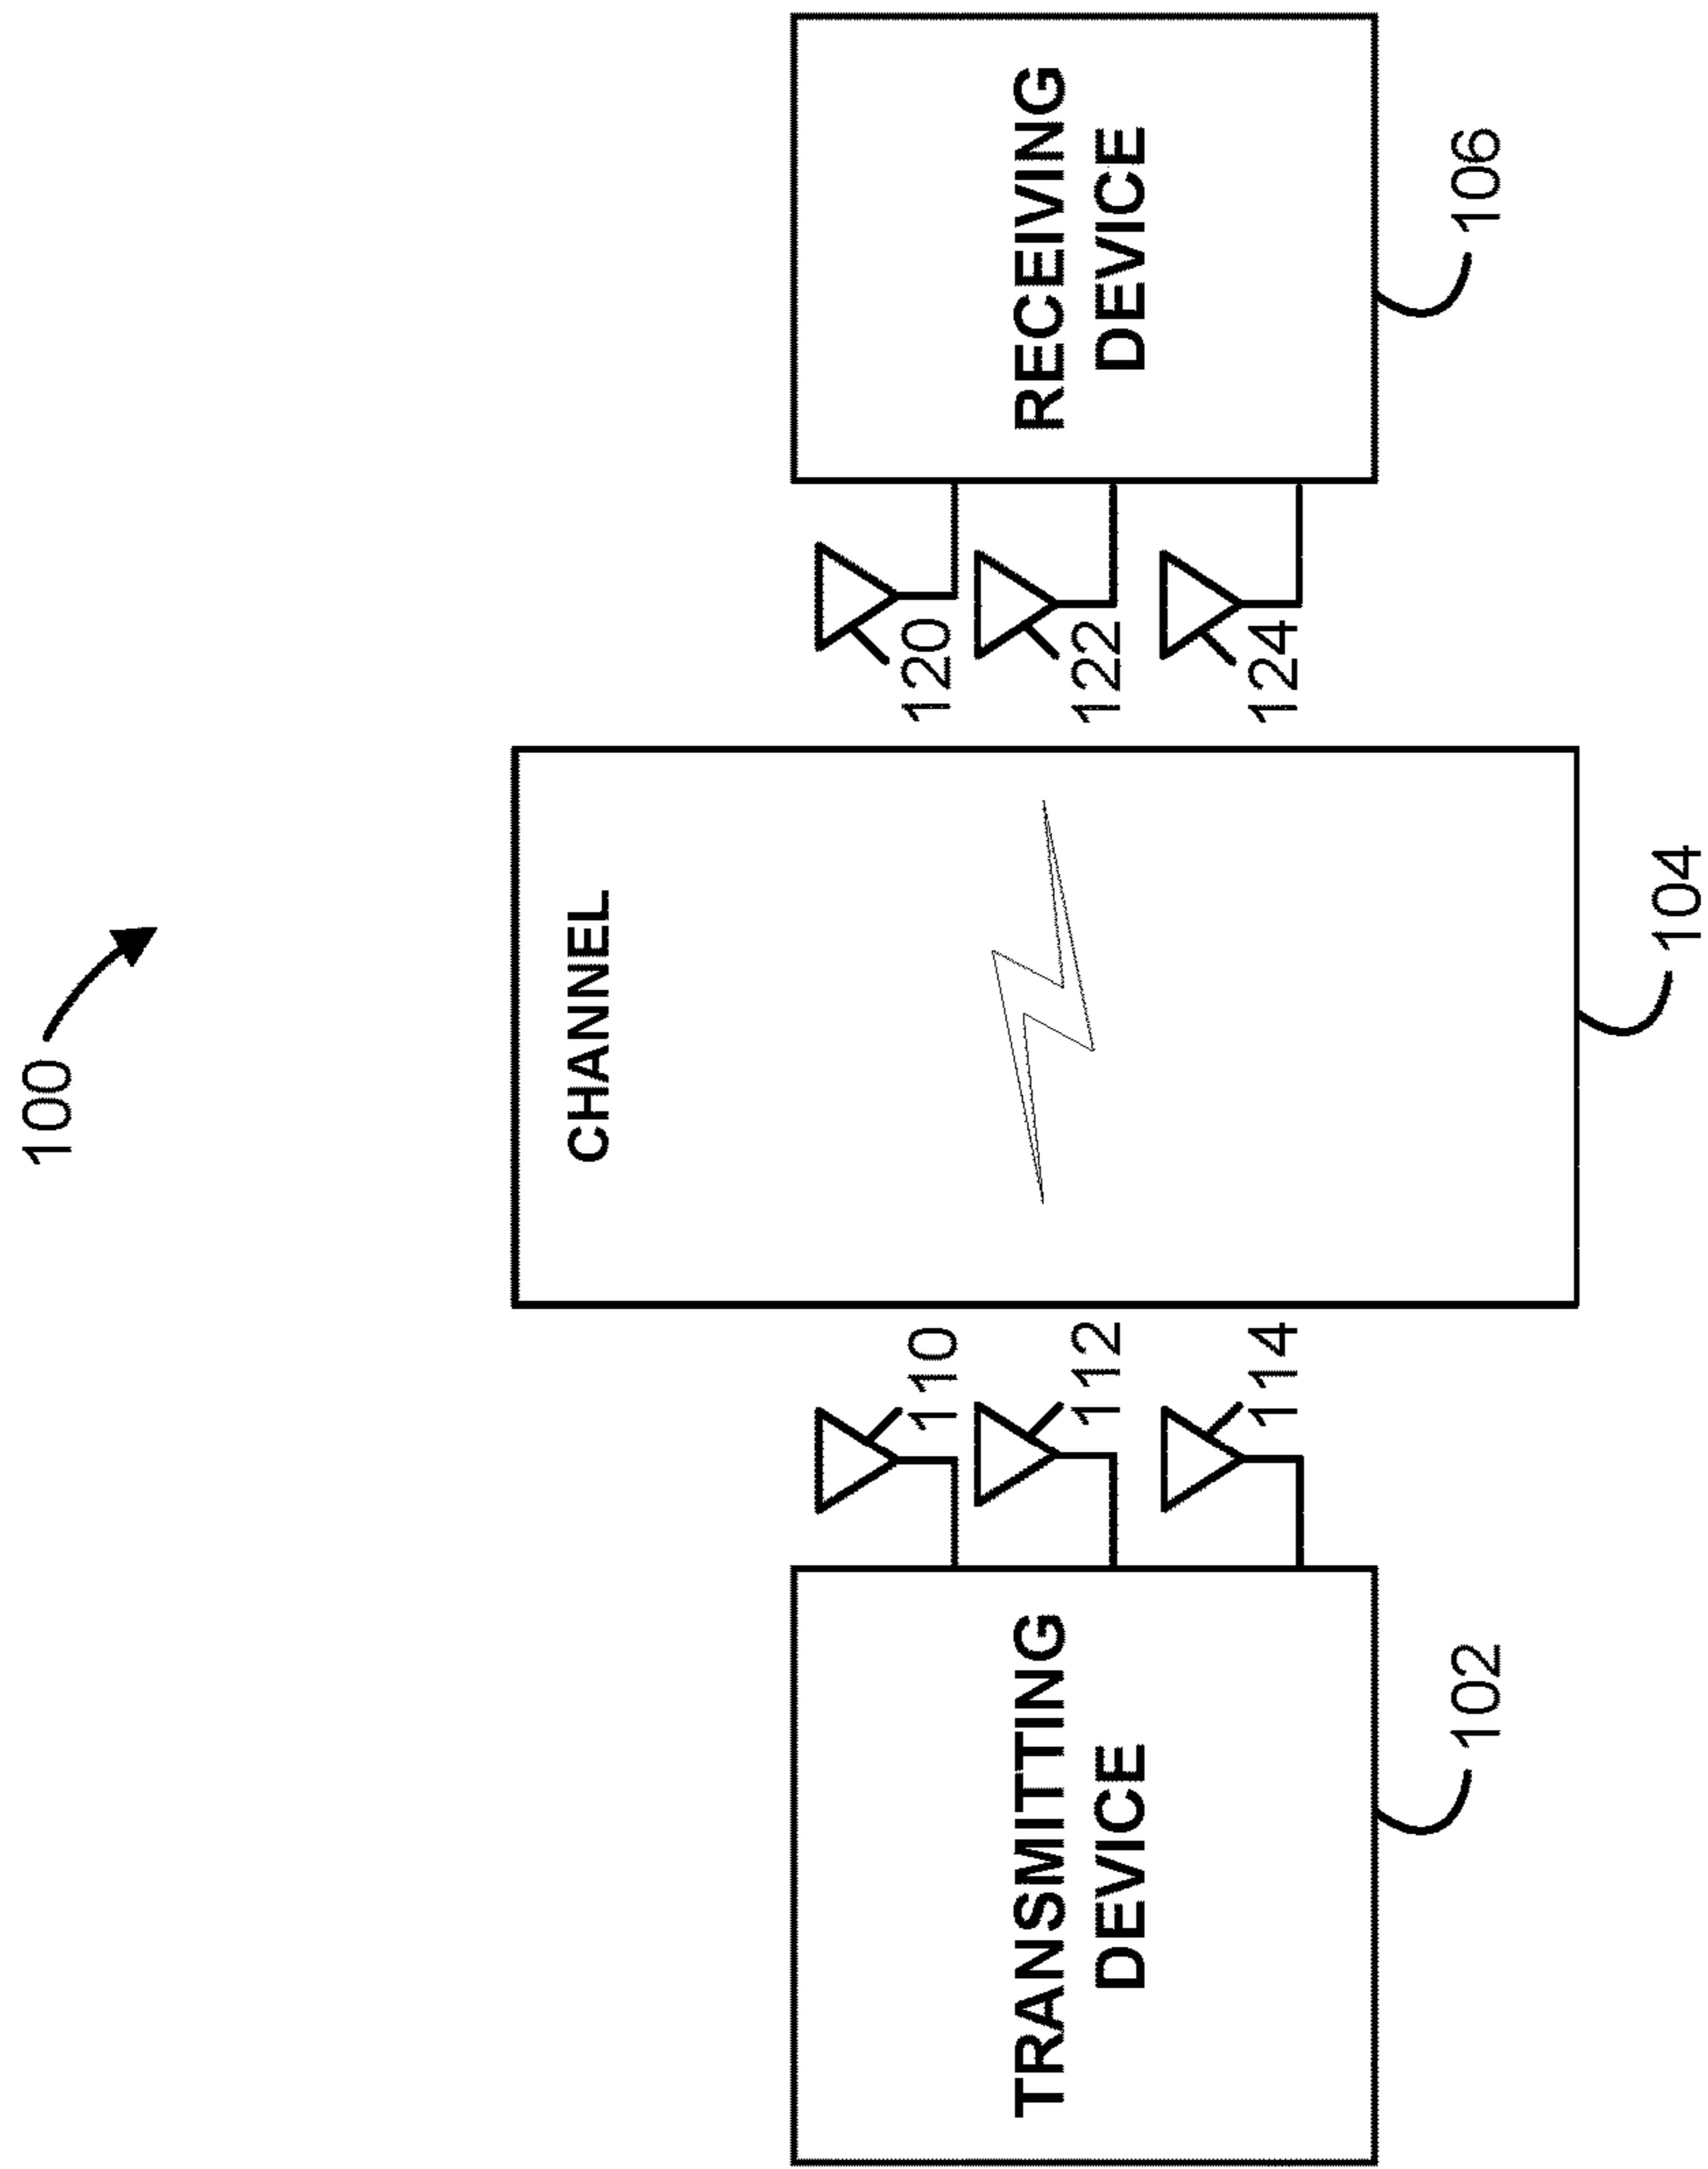 100
CHANNEL
110
112
114
120
122
124
TRANSMITTING
DEVICE
RECEIVING
DEVICE
102
106
104